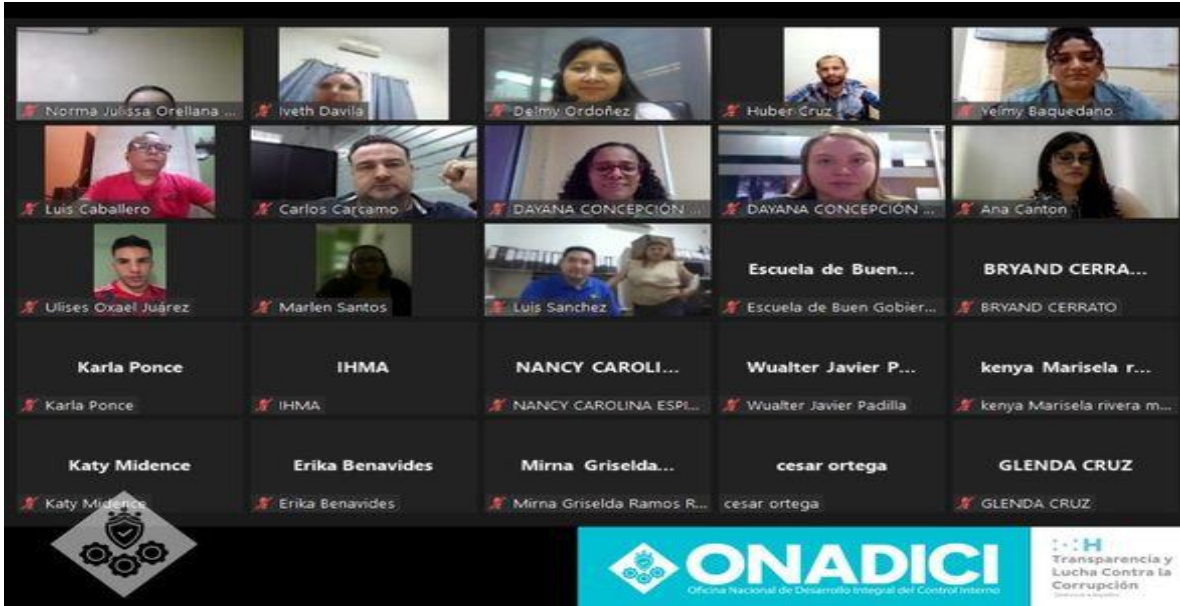 Norma Julissa Orellana ...
Iveth Davila
Delmy Ordoñez
Huber Cruz
Yeimy Baquedano
Luis Caballero
Carlos Carcamo
DAYANA CONCEPCIÓN ...
DAYANA CONCEPCIÓN ...
Ana Canton
Ulises Oxael Juárez
Marlen Santos
Luis Sanchez
Escuela de Buen...
Escuela de Buen Gobier...
BRYAND CERRA...
BRYAND CERRATO
Karla Ponce
Karla Ponce
IHMA
IHMA
NANCY CAROLI...
NANCY CAROLINA ESPI...
Wualter Javier P...
Wualter Javier Padilla
kenya Marisela r...
kenya Marisela rivera m...
Katy Midence
Katy Midence
Erika Benavides
Erika Benavides
Mirna Griselda...
Mirna Griselda Ramos R...
cesar ortega
cesar ortega
GLENDA CRUZ
GLENDA CRUZ
ONADICI
Oficina Nacional de Desarrollo Integral del Control Interno
H
Transparencia y
Lucha Contra la
Corrupción